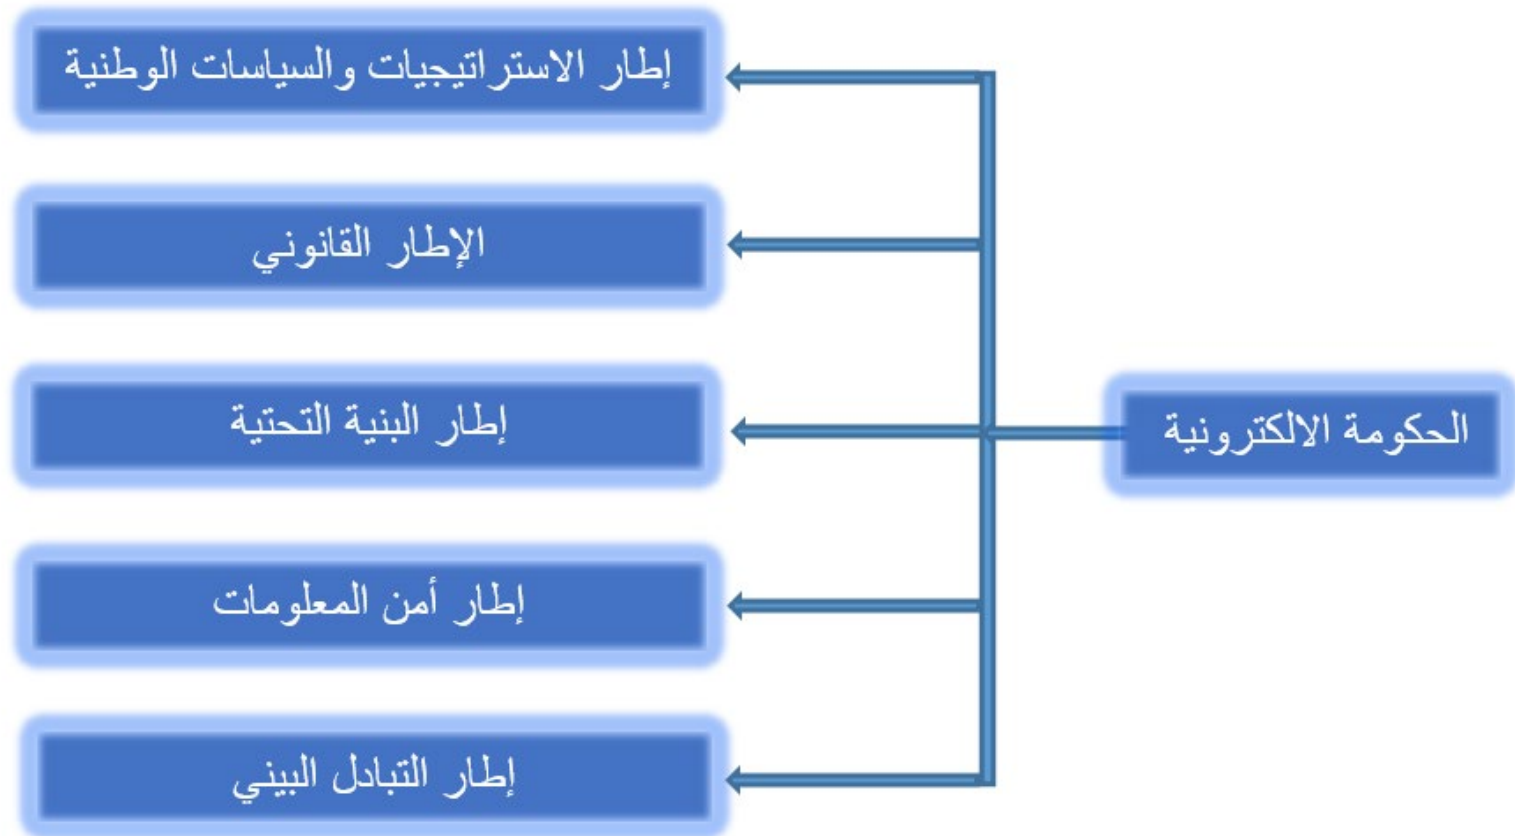 الحكومة الالكترونية
إطار الاستراتيجيات والسياسات الوطنية
الإطار القانوني
إطار البنية التحتية
إطار أمن المعلومات
إطار التبادل البيني